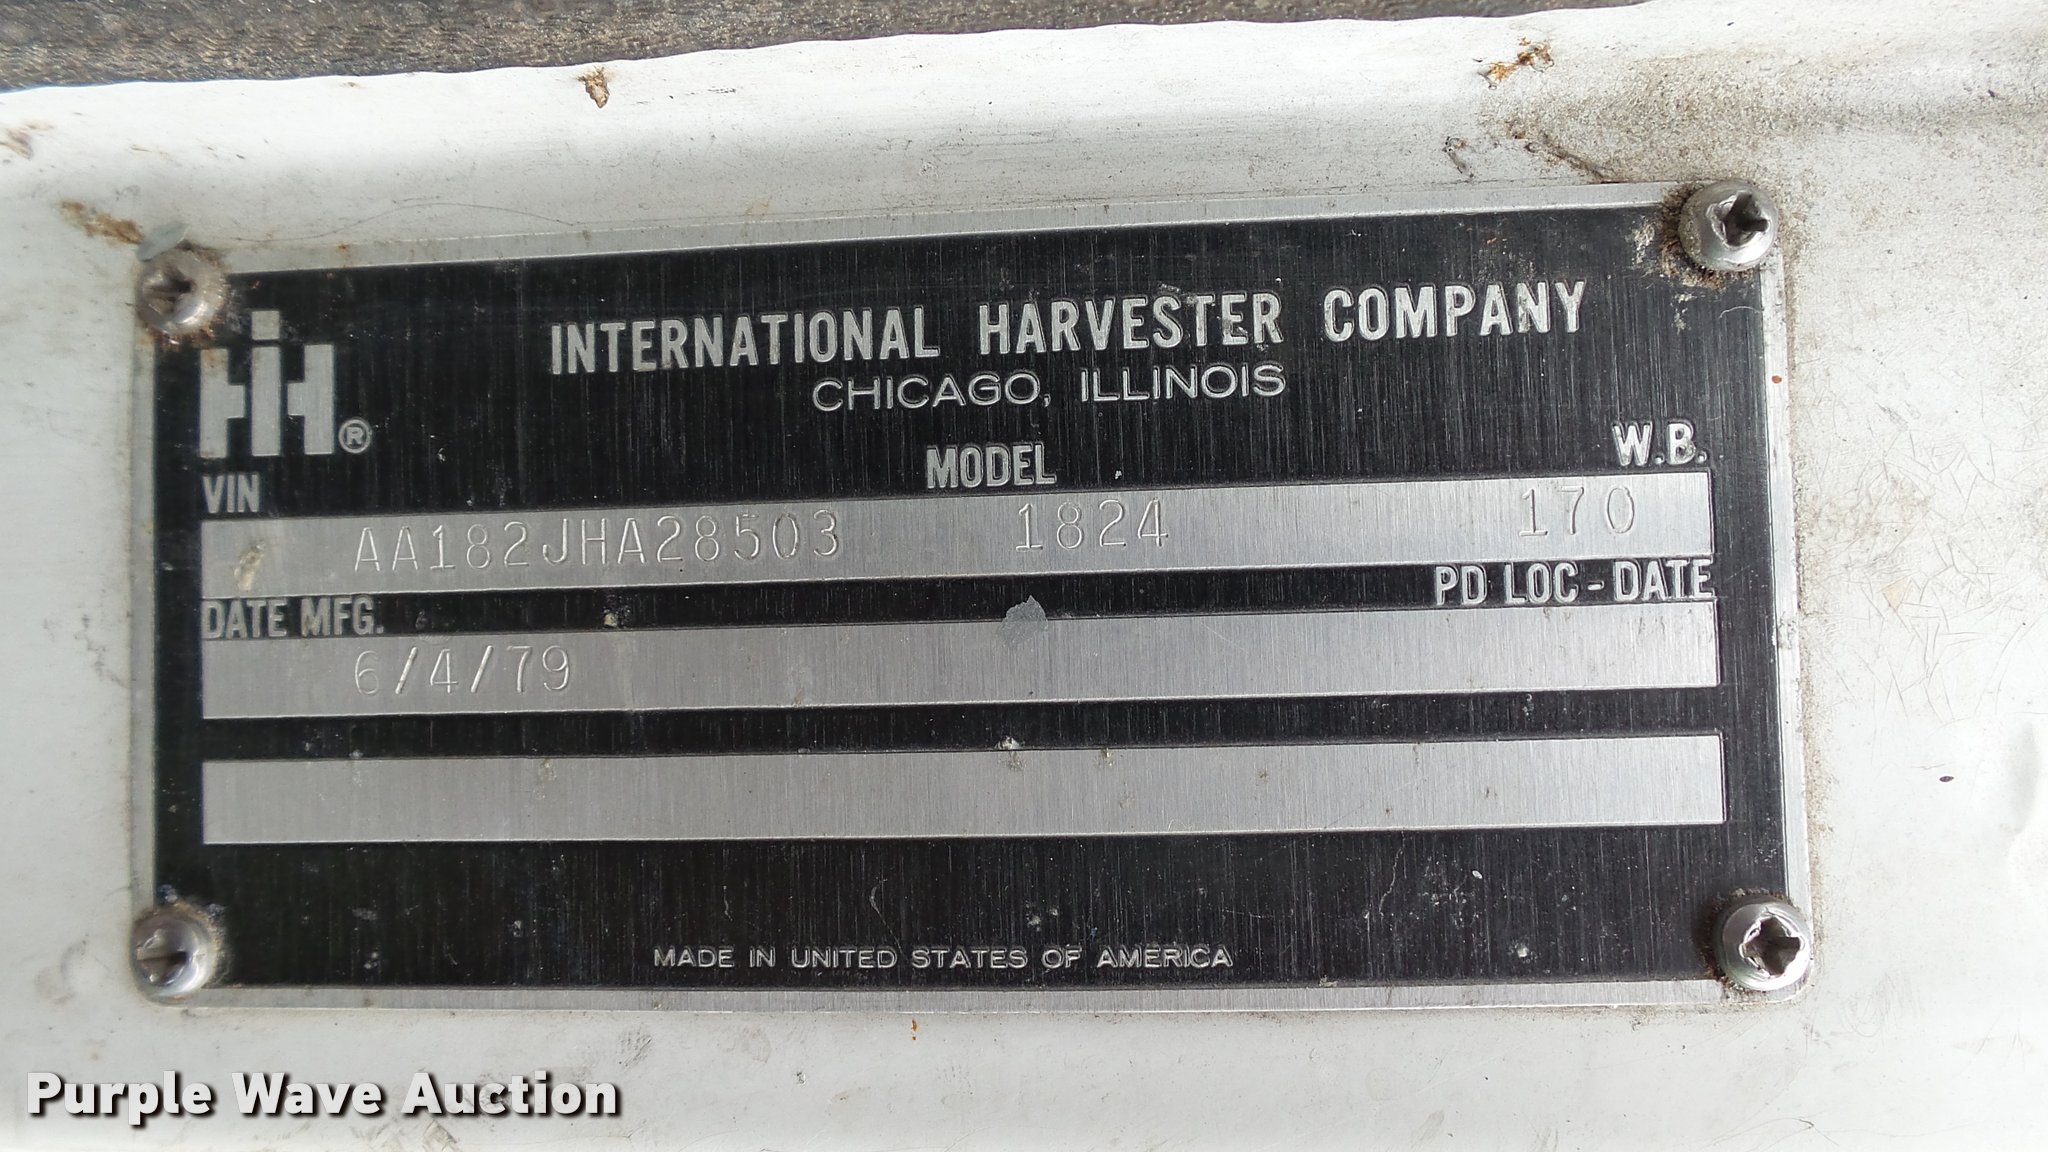 INTERNATIONAL HARVESTER COMPANY
IH®
CHICAGO, ILLINOIS
VIN MODEL W.B.
AA182JHA28503 1824 170
DATE MFG. PD LOC - DATE
6/4/79
MADE IN UNITED STATES OF AMERICA
Purple Wave Auction